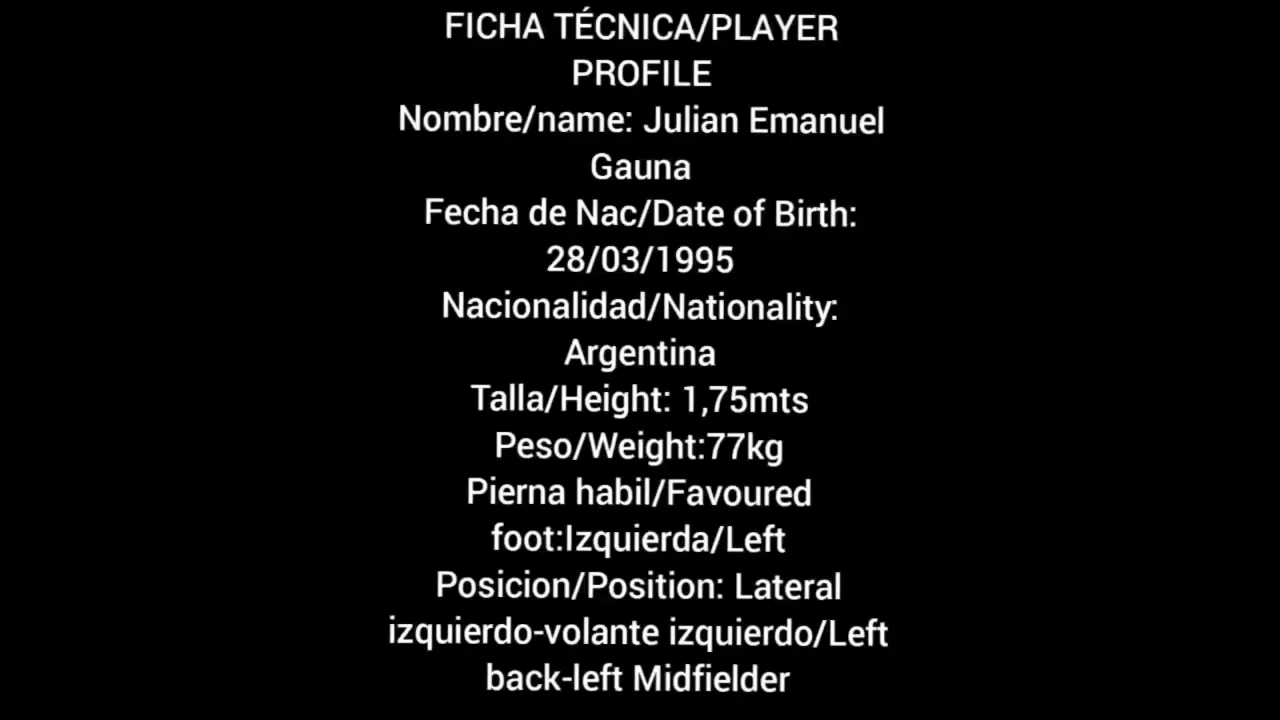 FICHA TÉCNICA/PLAYER
PROFILE
Nombre/name: Julian Emanuel
Gauna
Fecha de Nac/Date of Birth:
28/03/1995
Nacionalidad/Nationality:
Argentina
Talla/Height: 1,75mts
Peso/Weight:77kg
Pierna habil/Favoured
foot:Izquierda/Left
Posicion/Position: Lateral
izquierdo-volante izquierdo/Left
back-left Midfielder